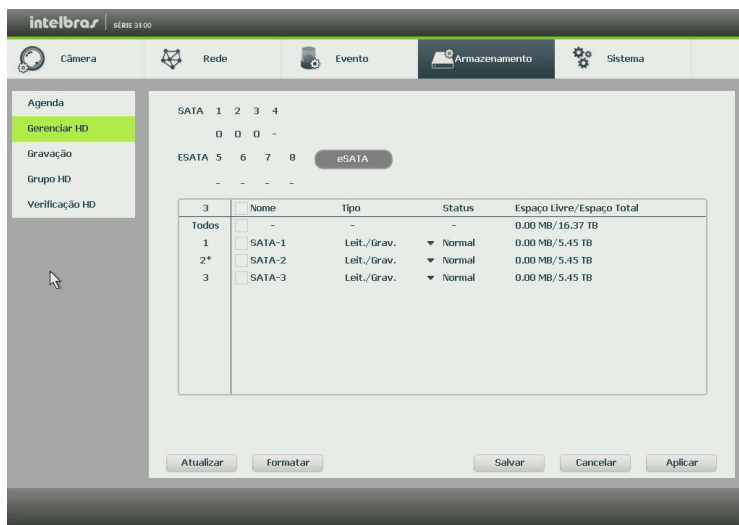 intelbras SÉRIE 3100
Câmera Rede Evento Armazenamento Sistema
Agenda
Gerenciar HD
Gravação
Grupo HD
Verificação HD
SATA 1 2 3 4
O O O -
ESATA 5 6 7 8 eSATA
- - - -
3 Nome Tipo Status Espaço Livre/Espaço Total
Todos - - - 0.00 MB/16.37 TB
1 SATA-1 Leit./Grav. Normal 0.00 MB/5.45 TB
2* SATA-2 Leit./Grav. Normal 0.00 MB/5.45 TB
3 SATA-3 Leit./Grav. Normal 0.00 MB/5.45 TB
Atualizar Formatar Salvar Cancelar Aplicar